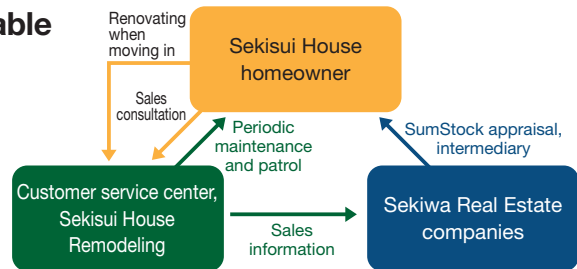 able
Renovating
when
moving in
Sekisui House
homeowner
Sales
consultation
Periodic
maintenance
and patrol
SumStock appraisal,
intermediary
Customer service center,
Sekisui House
Remodeling
Sales
information
Sekiwa Real Estate
companies